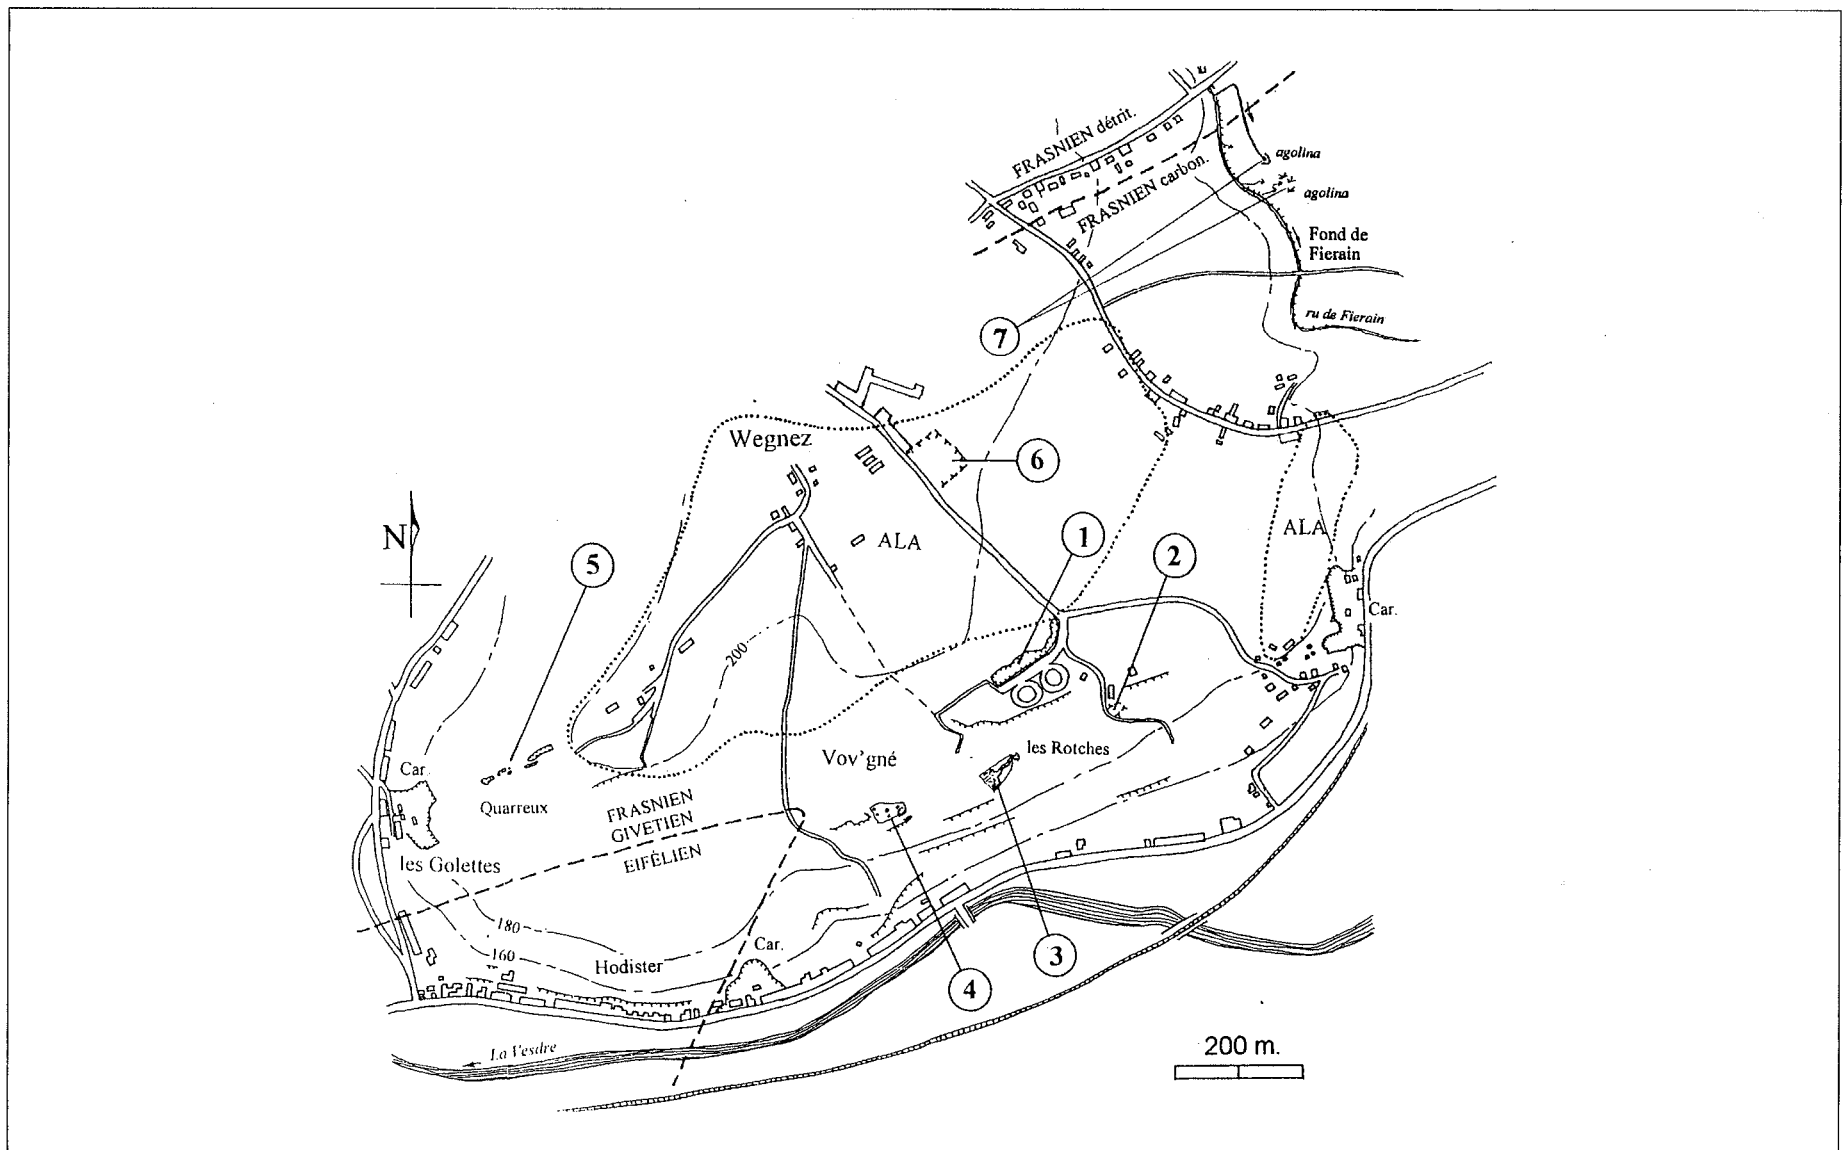 FRASNIEN détrit.
FRASNIEN carbon.
agolina
agolina
Fond de
Fierain
ru de Fierain
7
Wegnez
6
N
5
ALA
1
2
ALA
Car.
200
les Rotches
Vov'gné
Car.
Quarreux
FRASNIEN
GIVETIEN
EIFÉLIEN
les Golettes
180
160
Hodister
Car.
3
4
La Vesdre
200 m.